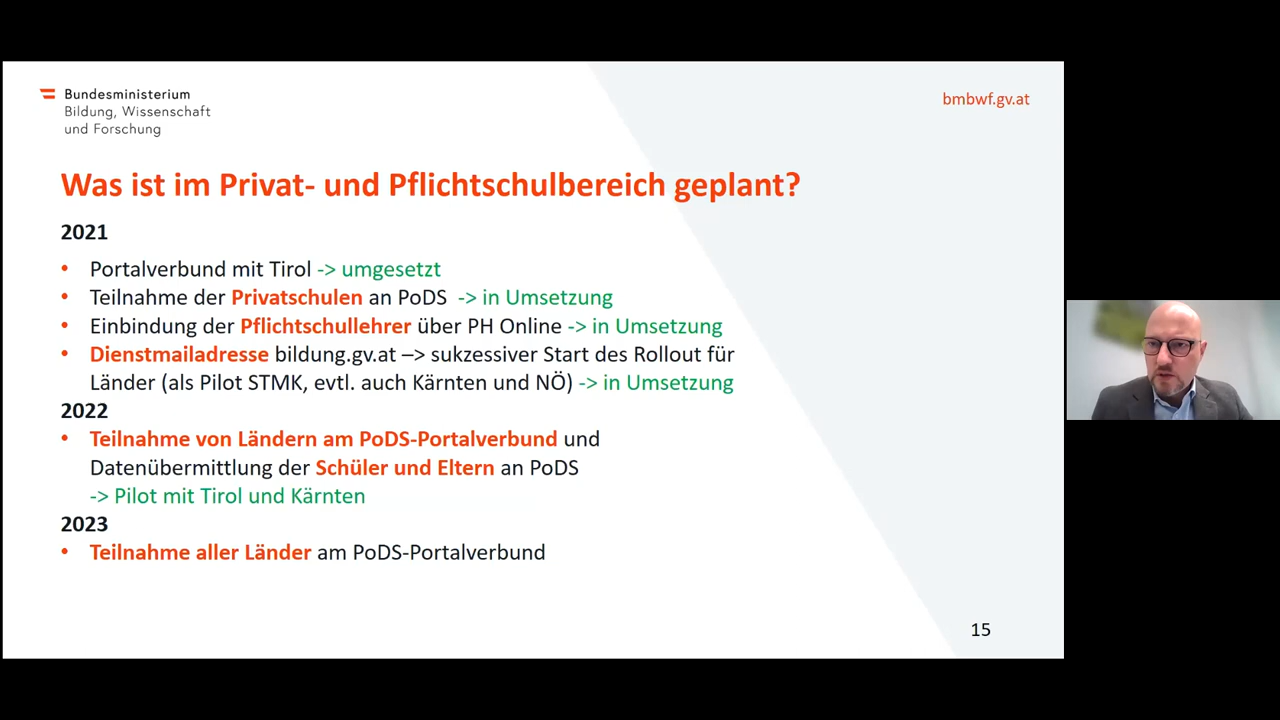 Bundesministerium
Bildung, Wissenschaft
und Forschung
bmbwf.gv.at
Was ist im Privat- und Pflichtschulbereich geplant?
2021
• Portalverbund mit Tirol -> umgesetzt
• Teilnahme der Privatschulen an PoDS -> in Umsetzung
• Einbindung der Pflichtschullehrer über PH Online -> in Umsetzung
• Dienstmailadresse bildung.gv.at –> sukzessiver Start des Rollout für
Länder (als Pilot STMK, evtl. auch Kärnten und NÖ) -> in Umsetzung
2022
• Teilnahme von Ländern am PoDS-Portalverbund und
Datenübermittlung der Schüler und Eltern an PoDS
-> Pilot mit Tirol und Kärnten
2023
• Teilnahme aller Länder am PoDS-Portalverbund
15